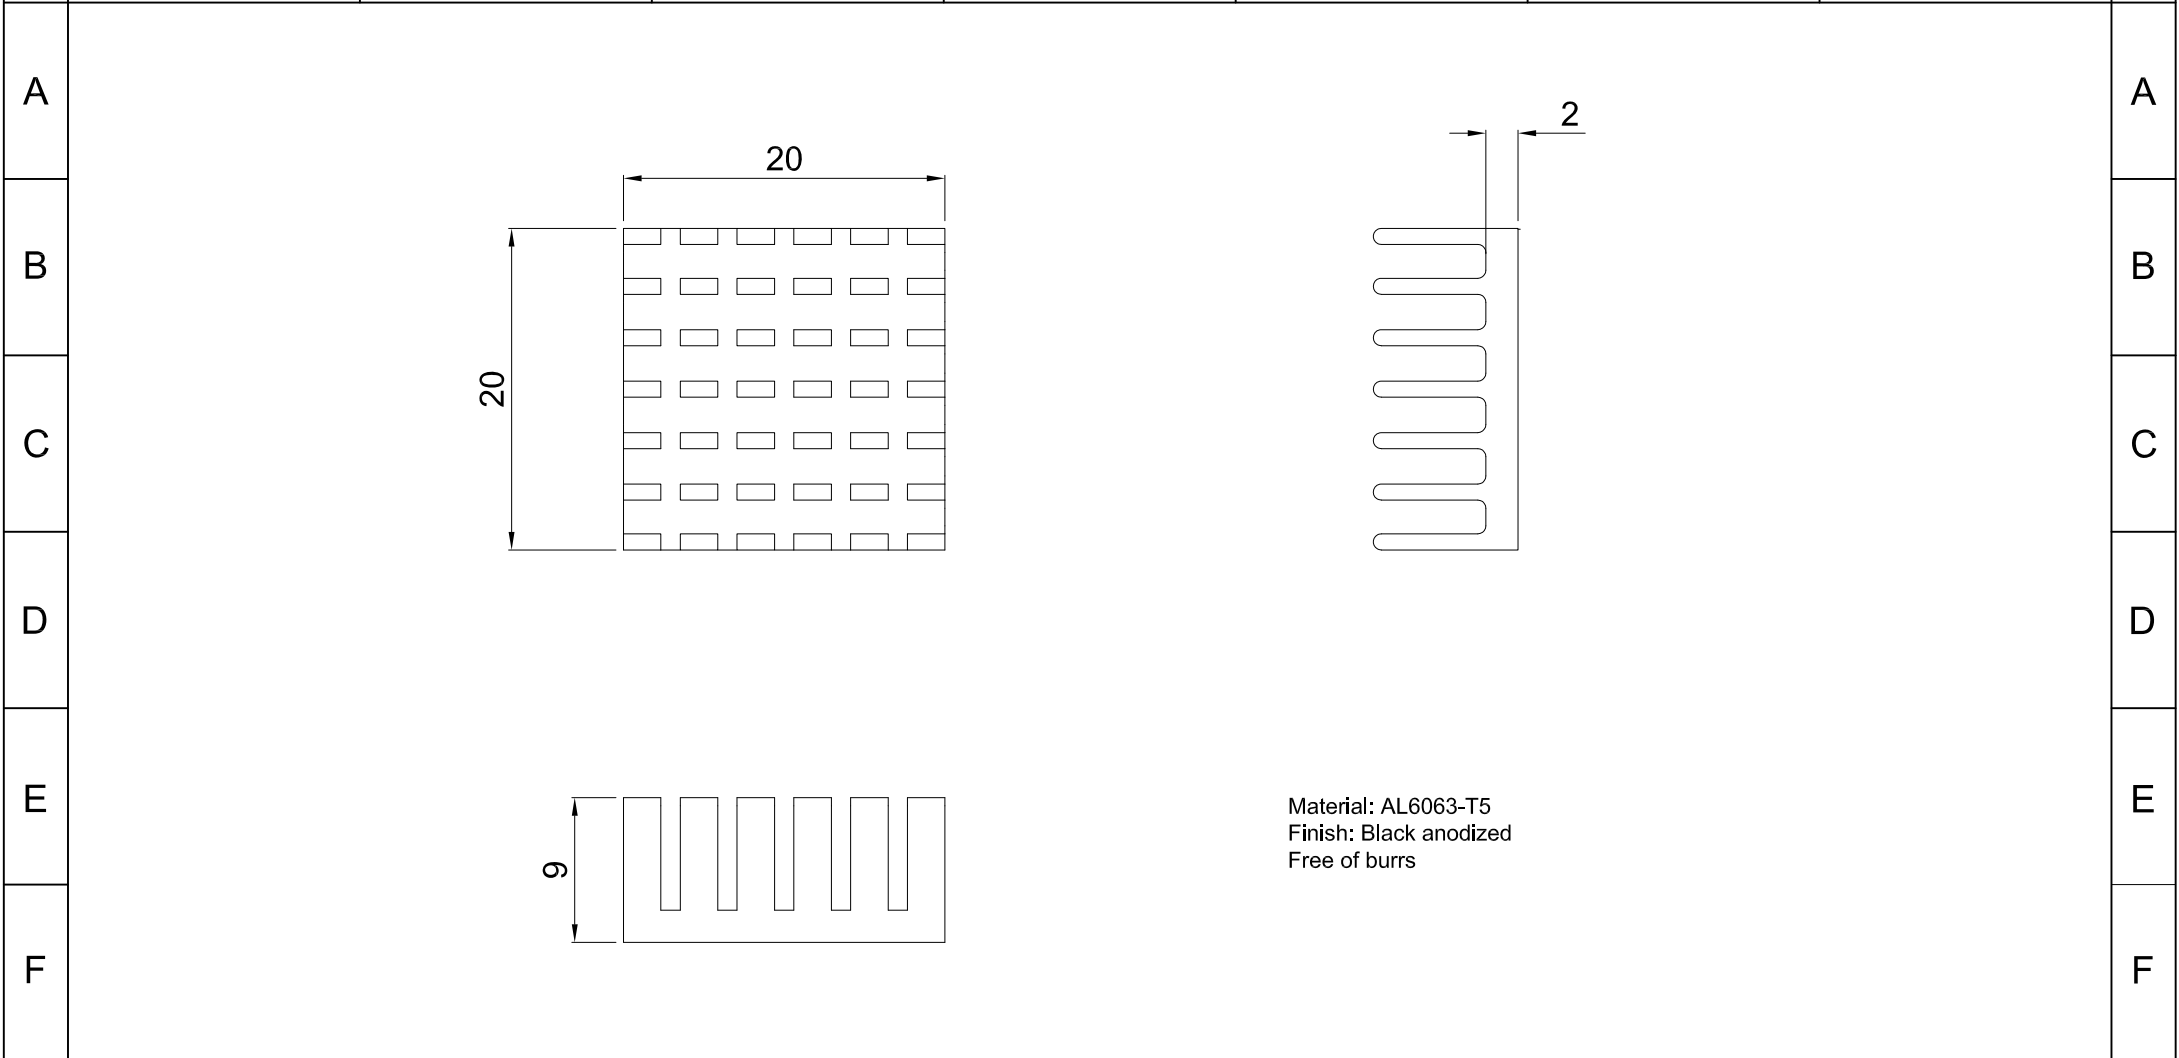 A
A
2
20
B
B
20
C
C
D
D
E
E
Material: AL6063-T5
Finish: Black anodized
Free of burrs
9
F
F